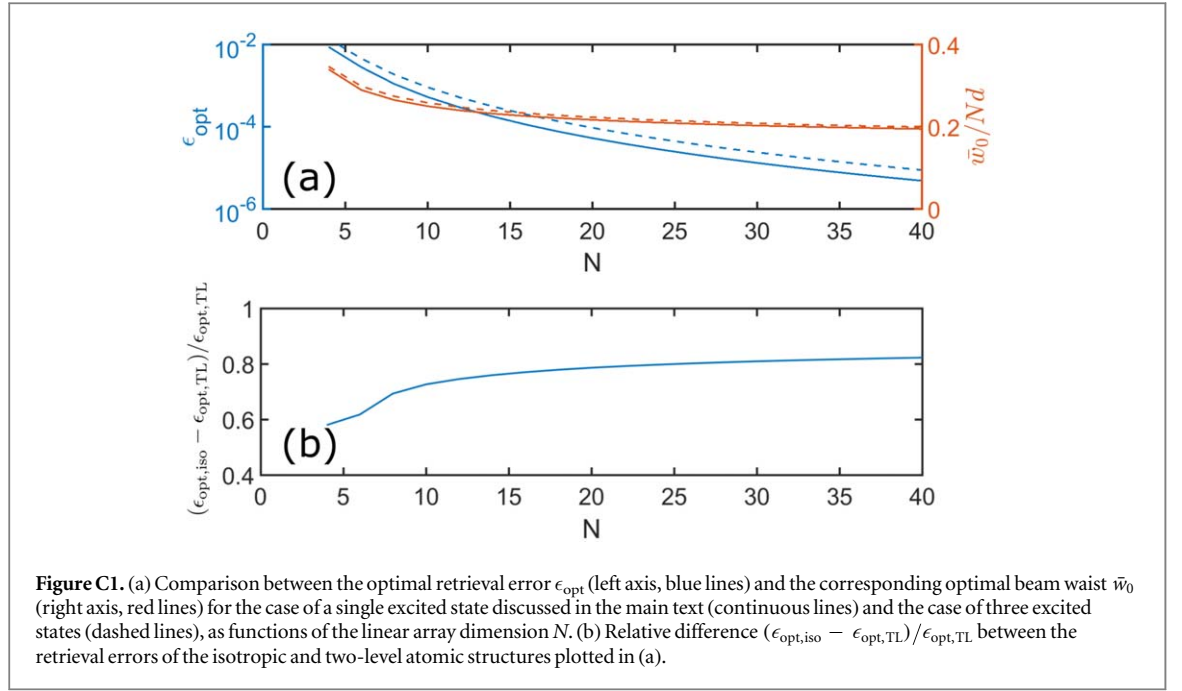 10^-2
10^-4
10^-6
ϵ_opt
(a)
0.4
0.2
0
w̄_0/Nd
0 5 10 15 20 25 30 35 40
N
1
0.8
0.6
0.4
(ϵ_opt,iso − ϵ_opt,TL)/ϵ_opt,TL
(b)
0 5 10 15 20 25 30 35 40
N
Figure C1. (a) Comparison between the optimal retrieval error ϵ_opt (left axis, blue lines) and the corresponding optimal beam waist w̄_0
(right axis, red lines) for the case of a single excited state discussed in the main text (continuous lines) and the case of three excited
states (dashed lines), as functions of the linear array dimension N. (b) Relative difference (ϵ_opt,iso − ϵ_opt,TL)/ϵ_opt,TL between the
retrieval errors of the isotropic and two-level atomic structures plotted in (a).